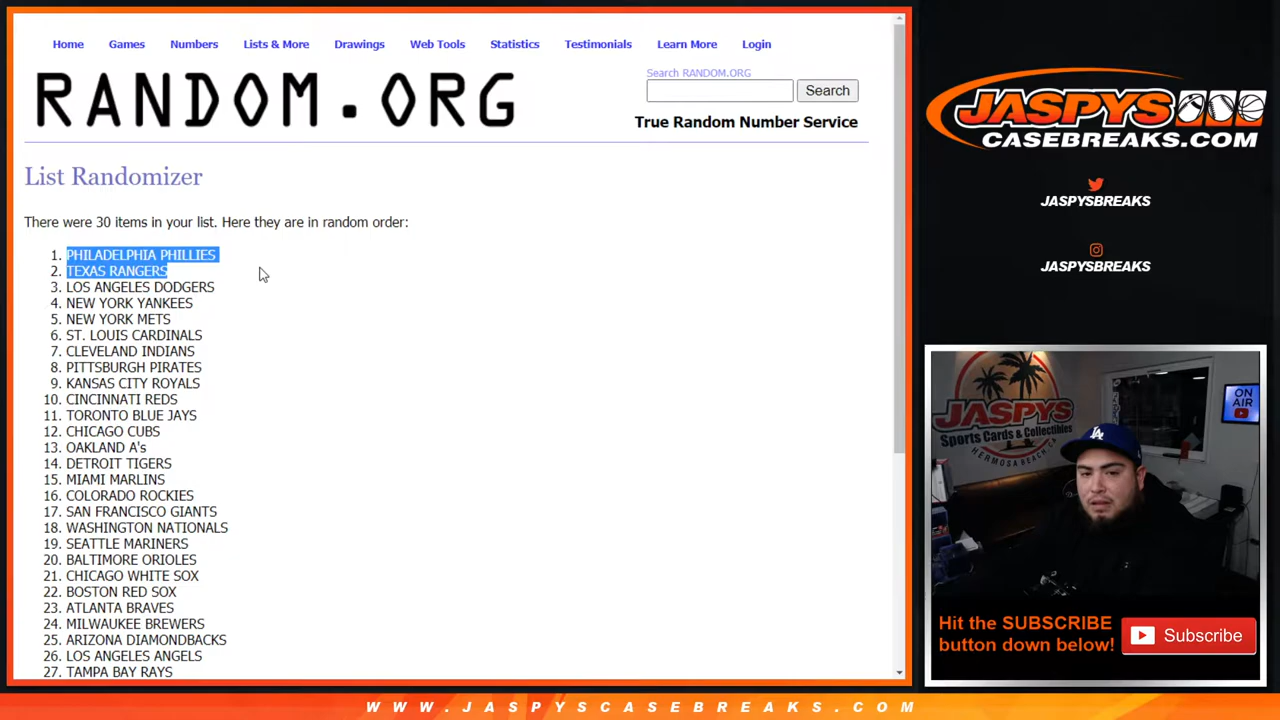 Home Games Numbers Lists & More Drawings Web Tools Statistics Testimonials Learn More Login
RANDOM.ORG
Search RANDOM.ORG
Search
True Random Number Service
List Randomizer
There were 30 items in your list. Here they are in random order:
1. PHILADELPHIA PHILLIES
2. TEXAS RANGERS
3. LOS ANGELES DODGERS
4. NEW YORK YANKEES
5. NEW YORK METS
6. ST. LOUIS CARDINALS
7. CLEVELAND INDIANS
8. PITTSBURGH PIRATES
9. KANSAS CITY ROYALS
10. CINCINNATI REDS
11. TORONTO BLUE JAYS
12. CHICAGO CUBS
13. OAKLAND A's
14. DETROIT TIGERS
15. MIAMI MARLINS
16. COLORADO ROCKIES
17. SAN FRANCISCO GIANTS
18. WASHINGTON NATIONALS
19. SEATTLE MARINERS
20. BALTIMORE ORIOLES
21. CHICAGO WHITE SOX
22. BOSTON RED SOX
23. ATLANTA BRAVES
24. MILWAUKEE BREWERS
25. ARIZONA DIAMONDBACKS
26. LOS ANGELES ANGELS
27. TAMPA BAY RAYS
JASPYS
CASEBREAKS.COM
JASPYSBREAKS
JASPYSBREAKS
JASPYS
Sports Cards & Collectibles
HERMOSA BEACH, CA
ON AIR
LA
Hit the SUBSCRIBE
button down below!
Subscribe
WWW.JASPYSCASEBREAKS.COM